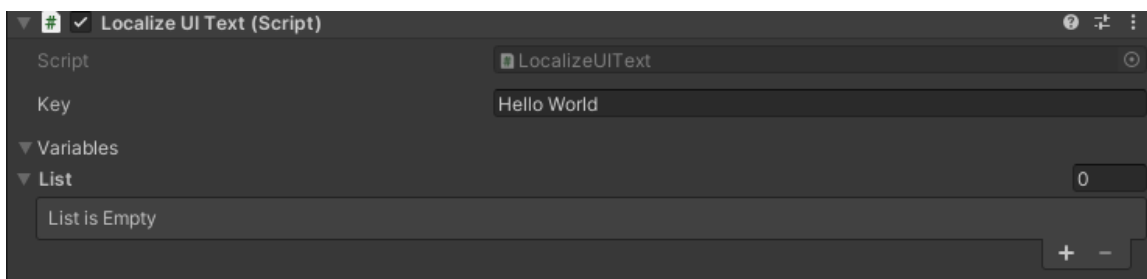 # Localize UI Text (Script)
Script # LocalizeUIText
Key Hello World
Variables
List 0
List is Empty
+ −